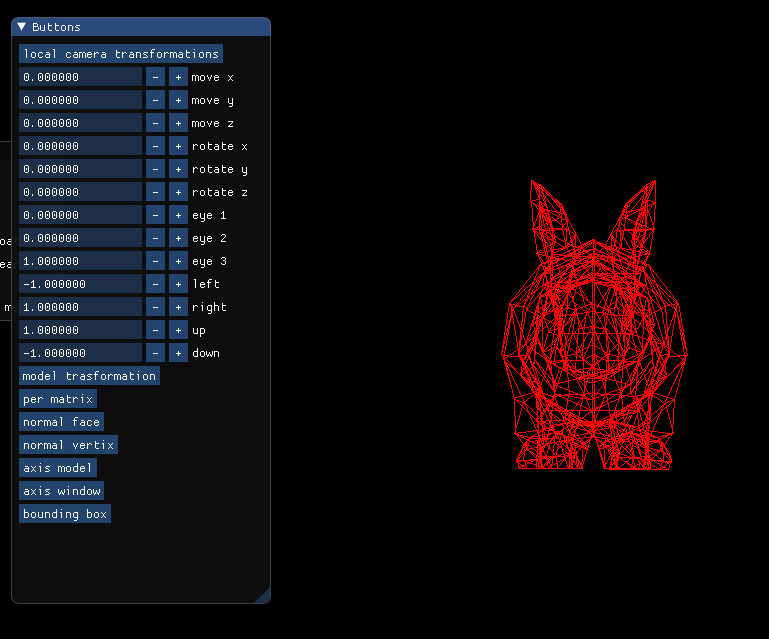 Buttons
local camera transformations
0.000000 - + move x
0.000000 - + move y
0.000000 - + move z
0.000000 - + rotate x
0.000000 - + rotate y
0.000000 - + rotate z
0.000000 - + eye 1
0.000000 - + eye 2
1.000000 - + eye 3
-1.000000 - + left
1.000000 - + right
1.000000 - + up
-1.000000 - + down
model trasformation
per matrix
normal face
normal vertix
axis model
axis window
bounding box